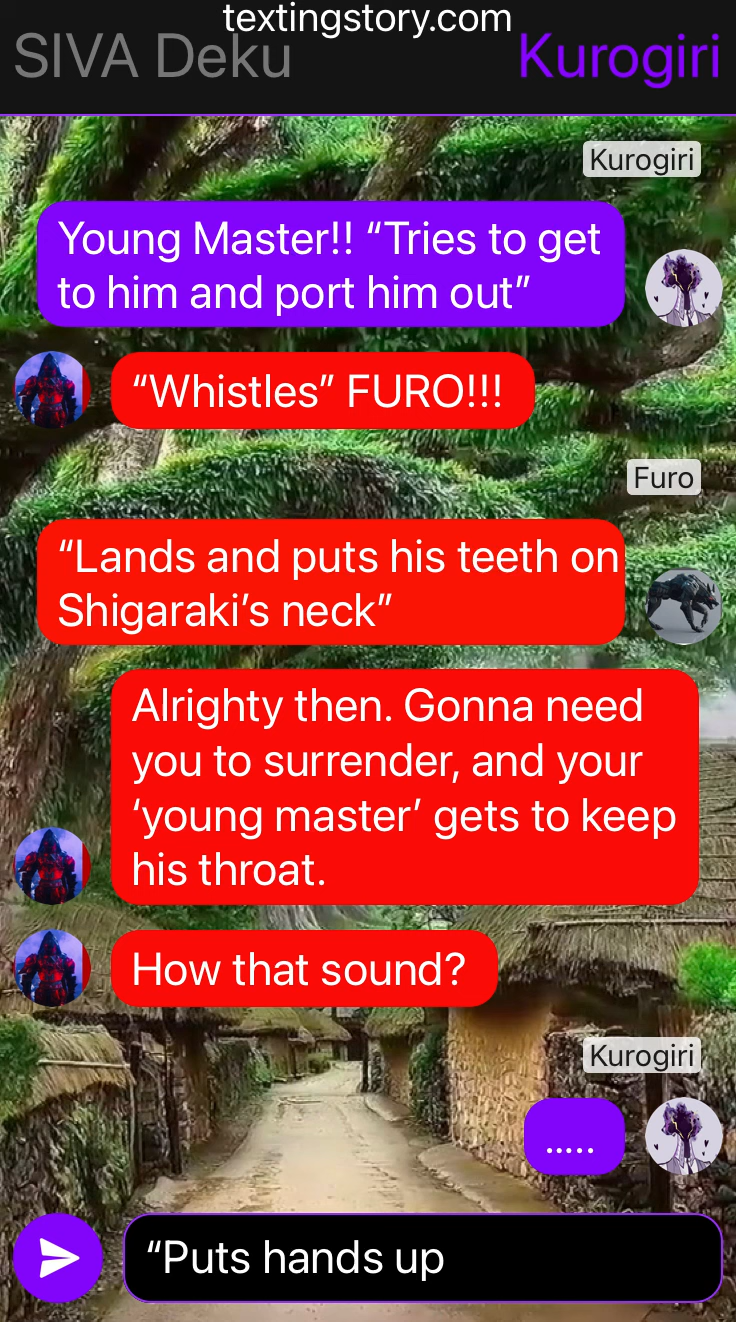 textingstory.com
SIVA Deku Kurogiri
Kurogiri
Young Master!! “Tries to get
to him and port him out”
“Whistles” FURO!!!
Furo
“Lands and puts his teeth on
Shigaraki’s neck”
Alrighty then. Gonna need
you to surrender, and your
‘young master’ gets to keep
his throat.
How that sound?
Kurogiri
.....
“Puts hands up